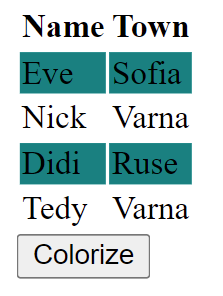 Name Town
Eve Sofia
Nick Varna
Didi Ruse
Tedy Varna
Colorize